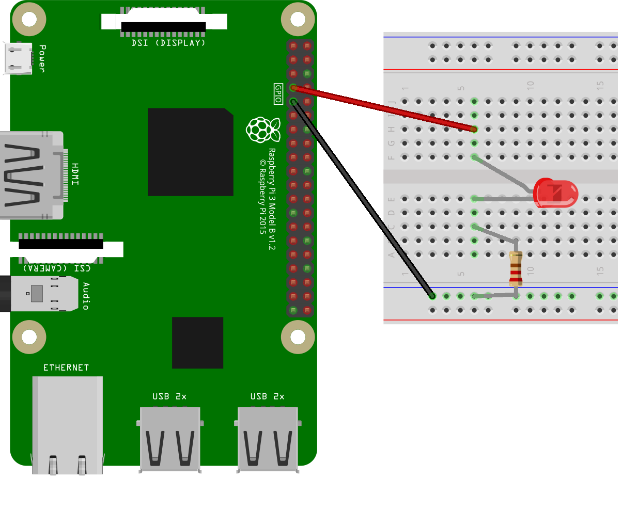 DSI (DISPLAY)
Power
GPIO
HDMI
Raspberry Pi 3 Model B v1.2
© Raspberry Pi 2015
CSI (CAMERA)
Audio
ETHERNET
USB 2x
USB 2x
1
5
10
15
J
H
G
F
E
D
C
B
A
1
5
10
15